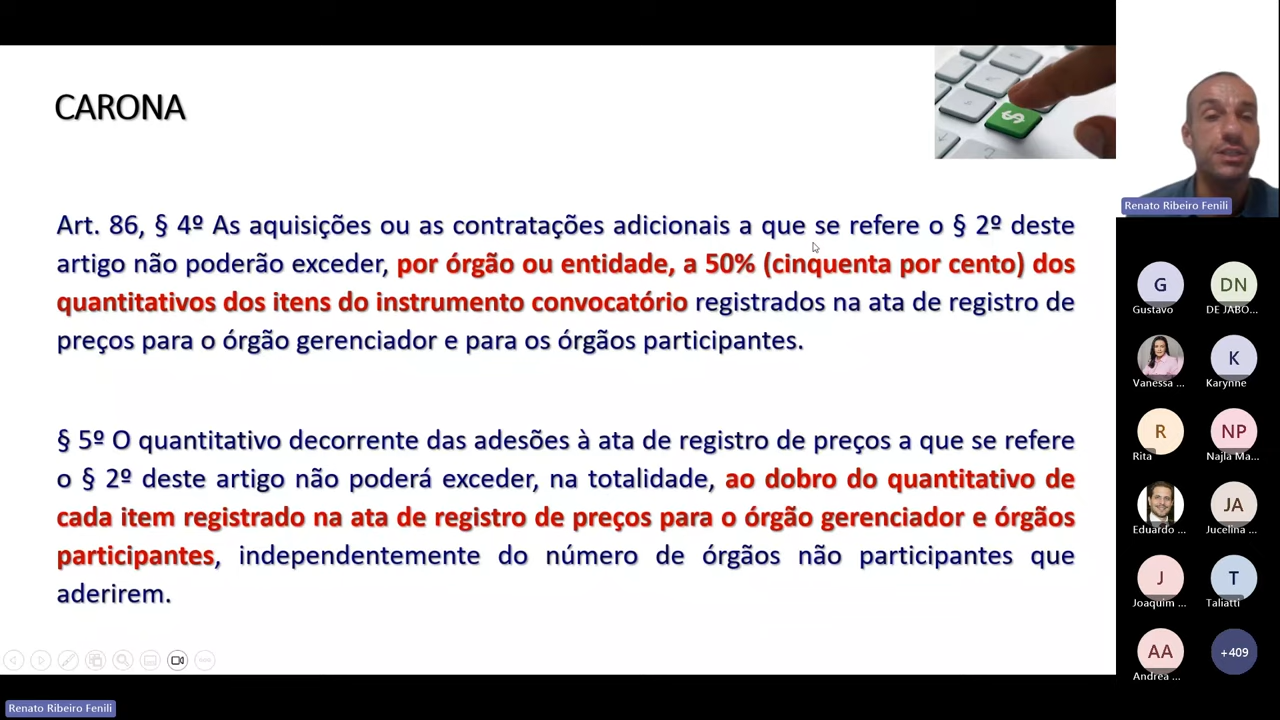 CARONA
Art. 86, § 4º As aquisições ou as contratações adicionais a que se refere o § 2º deste
artigo não poderão exceder, por órgão ou entidade, a 50% (cinquenta por cento) dos
quantitativos dos itens do instrumento convocatório registrados na ata de registro de
preços para o órgão gerenciador e para os órgãos participantes.
§ 5º O quantitativo decorrente das adesões à ata de registro de preços a que se refere
o § 2º deste artigo não poderá exceder, na totalidade, ao dobro do quantitativo de
cada item registrado na ata de registro de preços para o órgão gerenciador e órgãos
participantes, independentemente do número de órgãos não participantes que
aderirem.
$
Renato Ribeiro Fenili
G
DN
Gustavo
DE JABO...
K
Vanessa ...
Karynne
R
NP
Rita
Najla Ma...
JA
Eduardo ...
Jucelina ...
J
T
Joaquim ...
Taliatti
AA
+409
Andrea ...
Renato Ribeiro Fenili